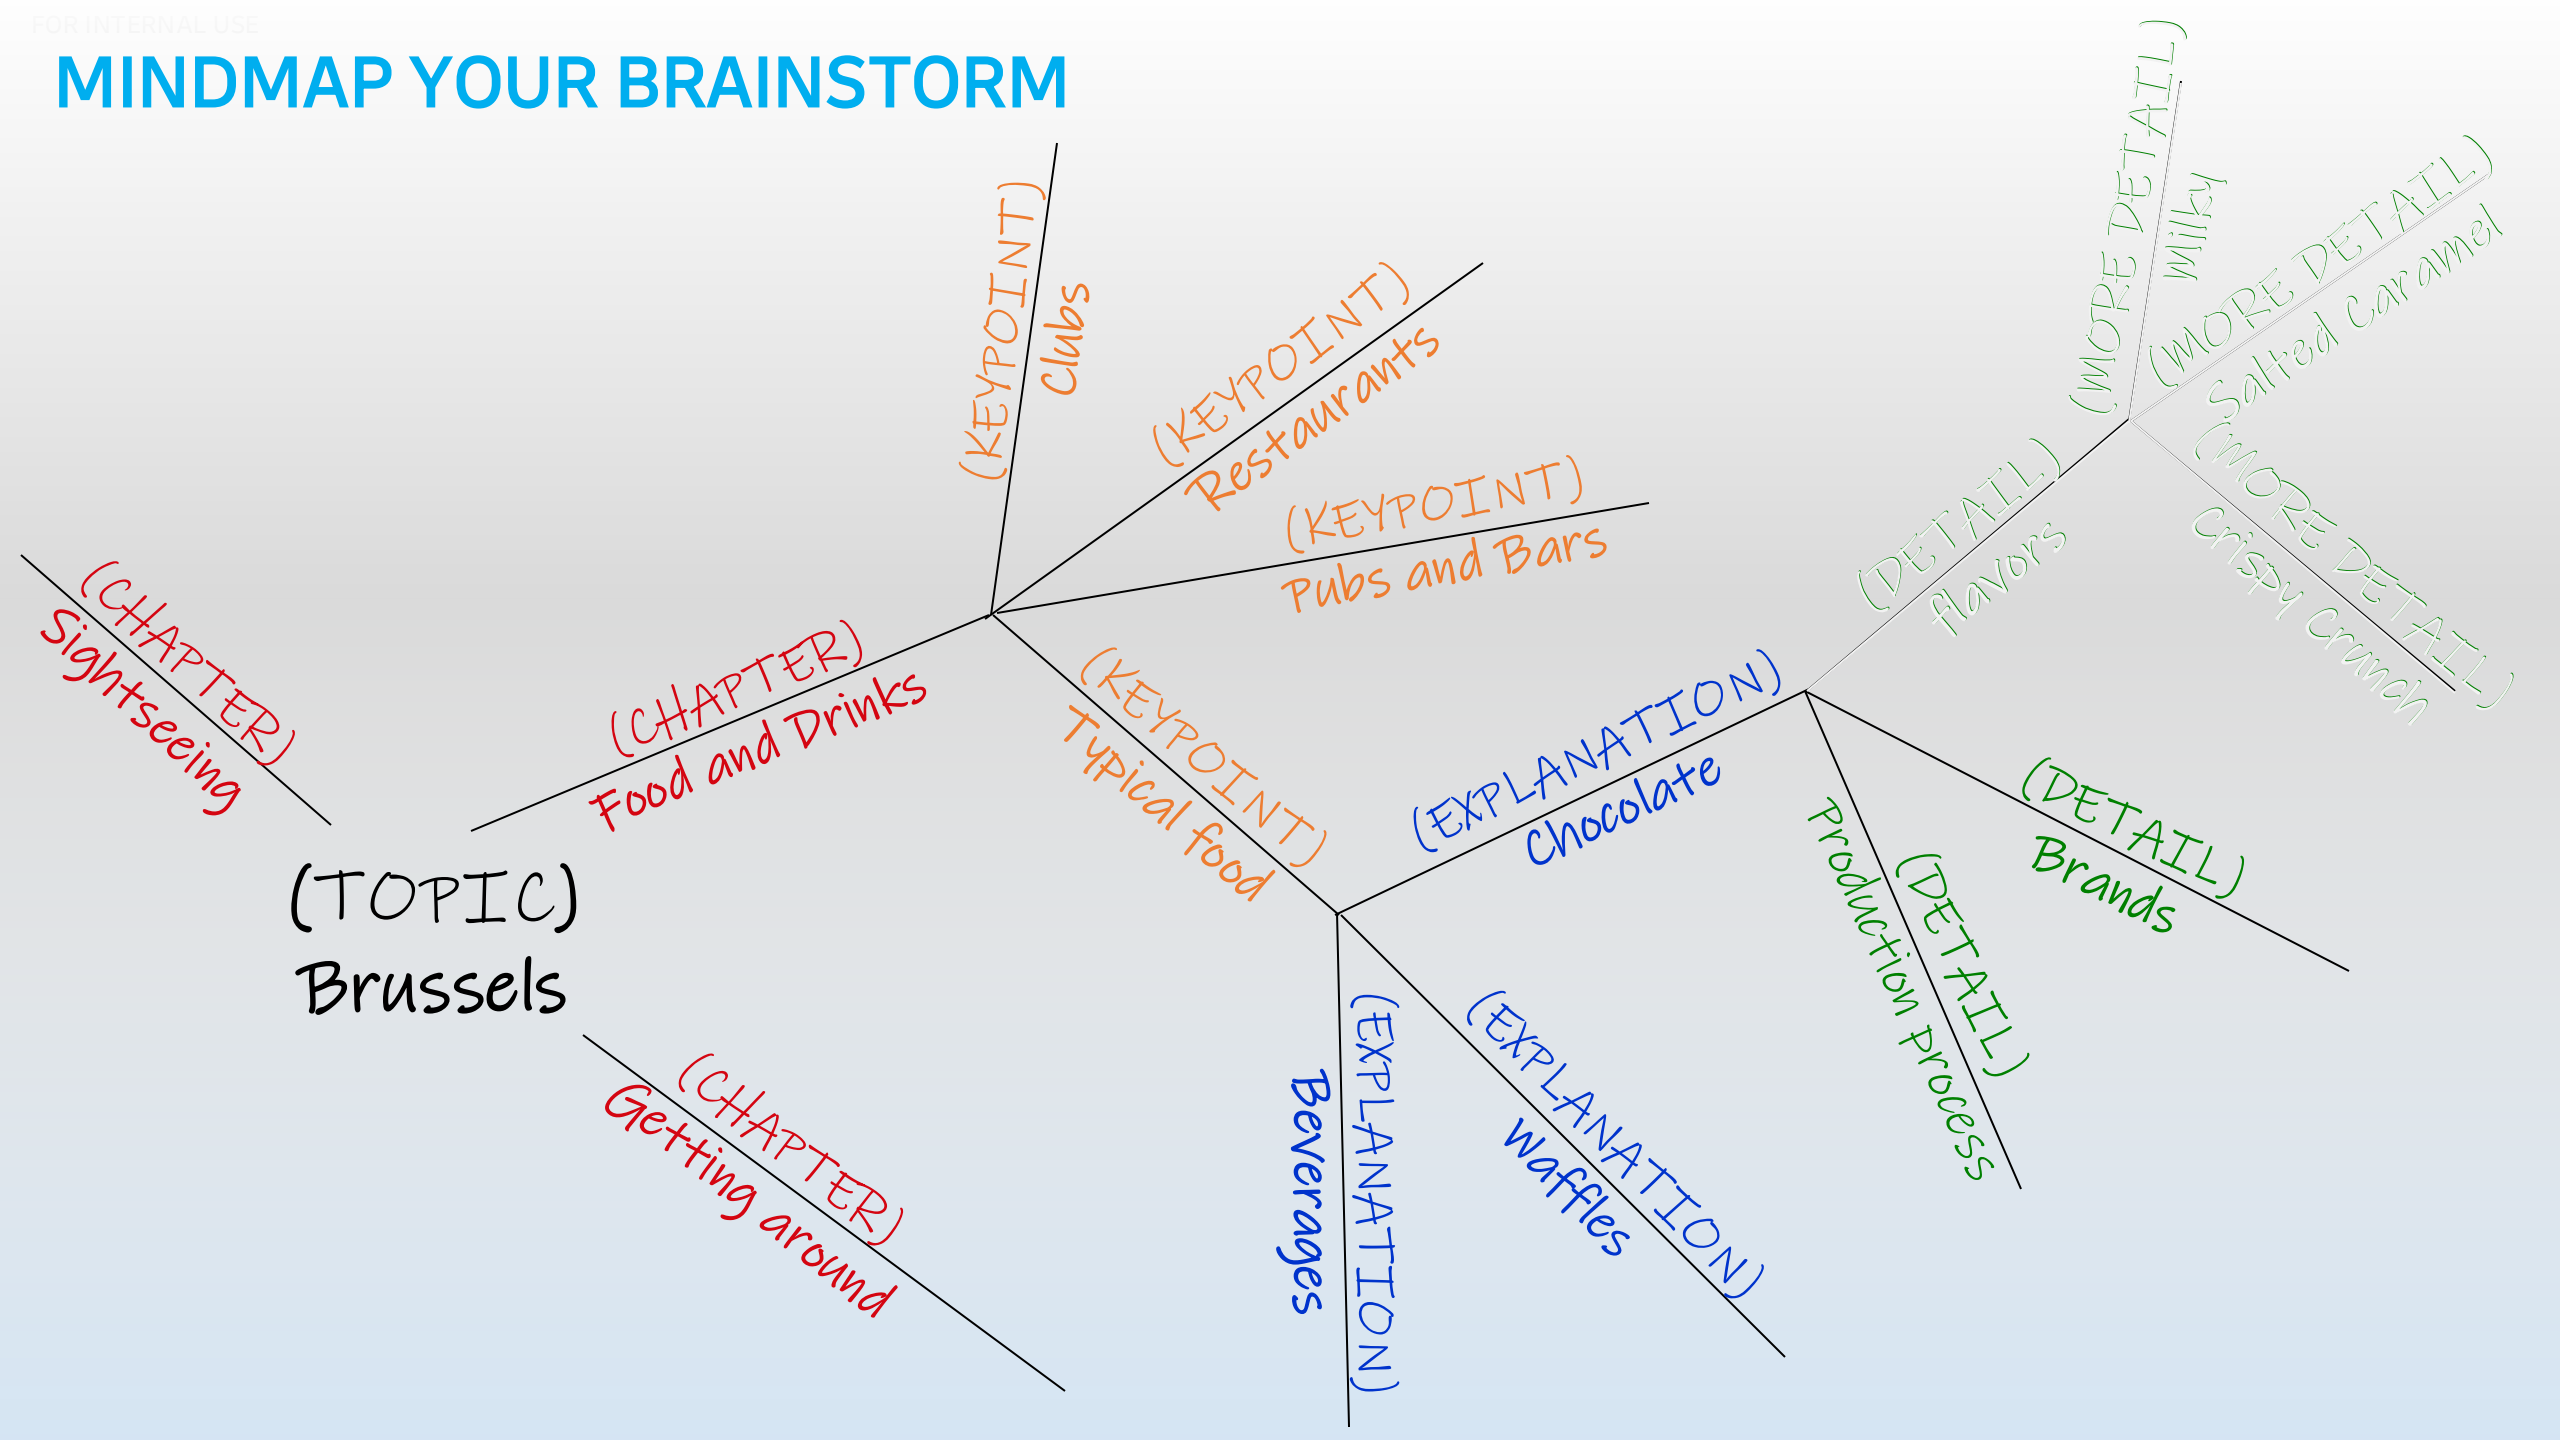 FOR INTERNAL USE
MINDMAP YOUR BRAINSTORM
(CHAPTER)
Sightseeing
(CHAPTER)
Food and Drinks
(TOPIC)
Brussels
(CHAPTER)
Getting around
(KEYPOINT)
Clubs
(KEYPOINT)
Restaurants
(KEYPOINT)
Pubs and Bars
(KEYPOINT)
Typical food
(EXPLANATION)
Chocolate
(EXPLANATION)
Waffles
(EXPLANATION)
Beverages
(DETAIL)
flavors
(DETAIL)
Brands
(DETAIL)
Production process
(MORE DETAIL)
Milky
(MORE DETAIL)
Salted Caramel
(MORE DETAIL)
Crispy Crunch